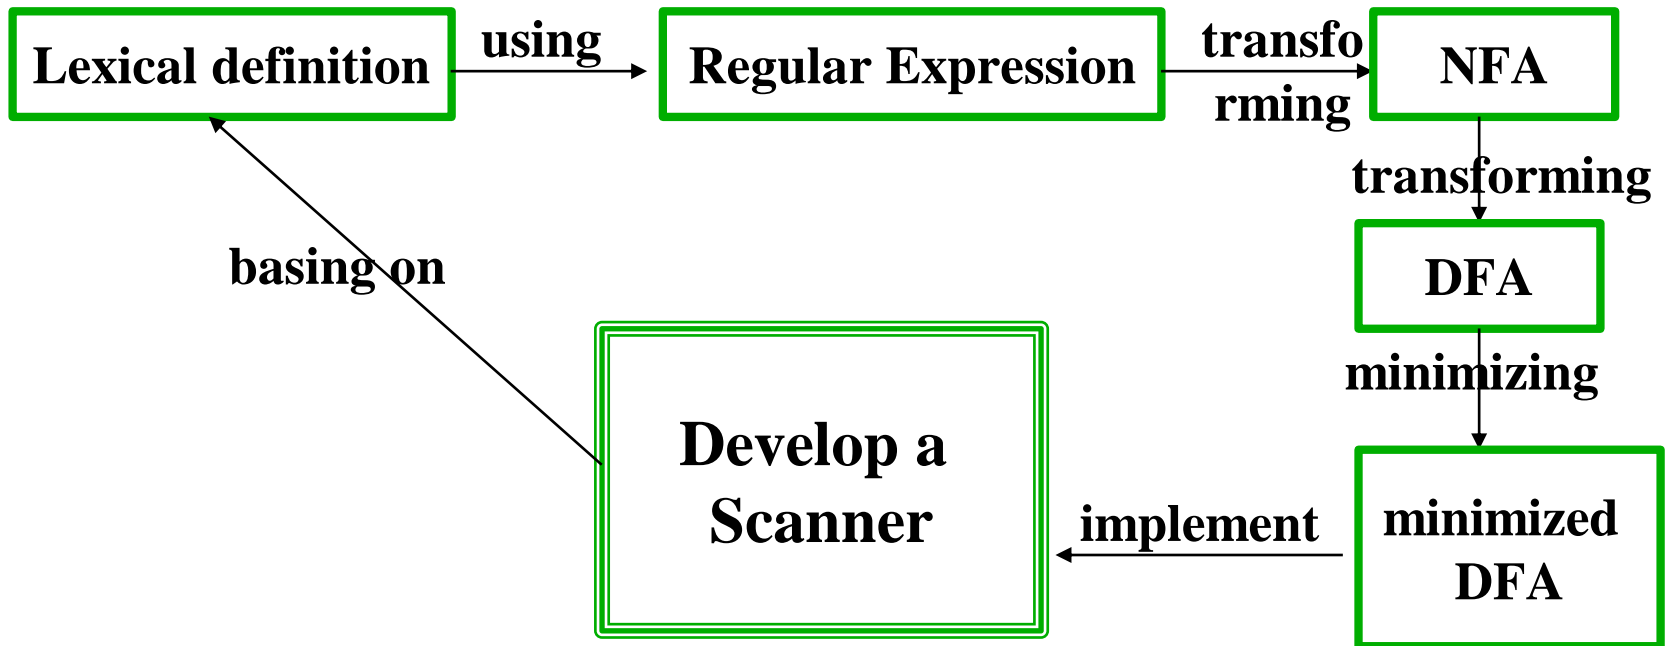 Lexical definition
using
Regular Expression
transfo
rming
NFA
transforming
DFA
basing on
minimizing
Develop a
Scanner
implement
minimized
DFA